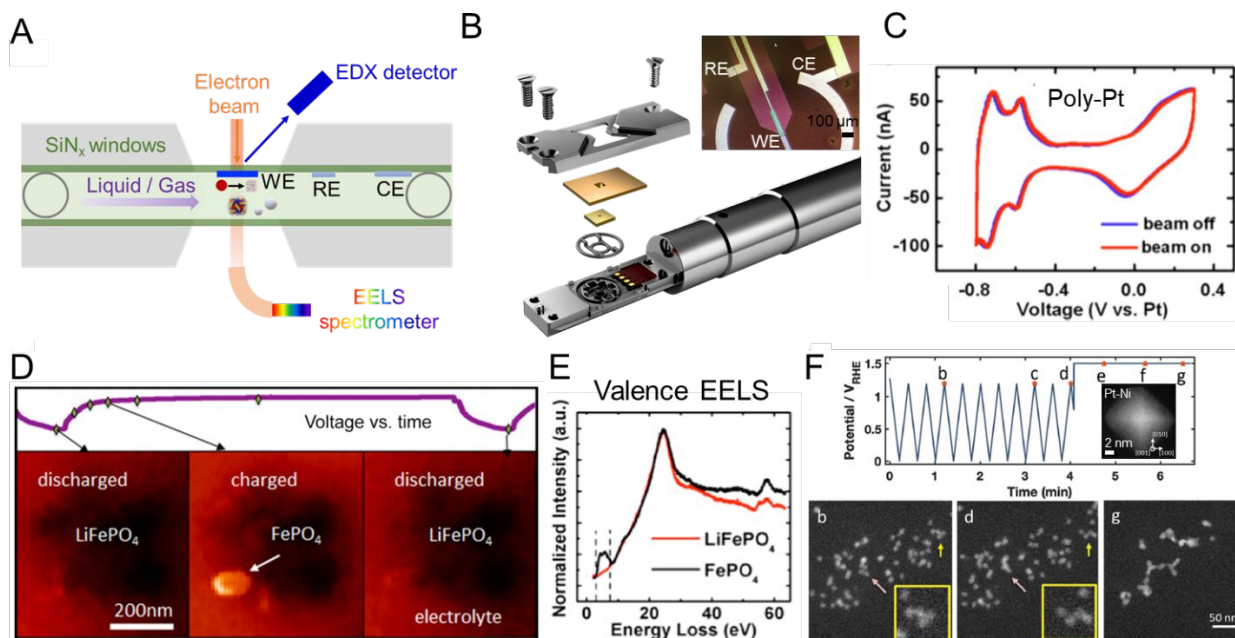 A
Electron
beam
EDX detector
SiNx windows
Liquid / Gas
WE
RE
CE
EELS
spectrometer
B
RE
CE
WE
100 µm
C
Poly-Pt
Current (nA)
100
50
0
-50
-100
beam off
beam on
-0.8
-0.4
0.0
0.4
Voltage (V vs. Pt)
D
Voltage vs. time
discharged
charged
discharged
LiFePO4
FePO4
LiFePO4
200nm
electrolyte
E
Valence EELS
Normalized Intensity (a.u.)
LiFePO4
FePO4
0
20
40
60
Energy Loss (eV)
F
Potential / VRHE
1.5
1
0.5
0
b
c
d
e
f
g
Pt-Ni
2 nm
[010]
[001]
[100]
0
1
2
3
4
5
6
Time (min)
b
d
g
50 nm